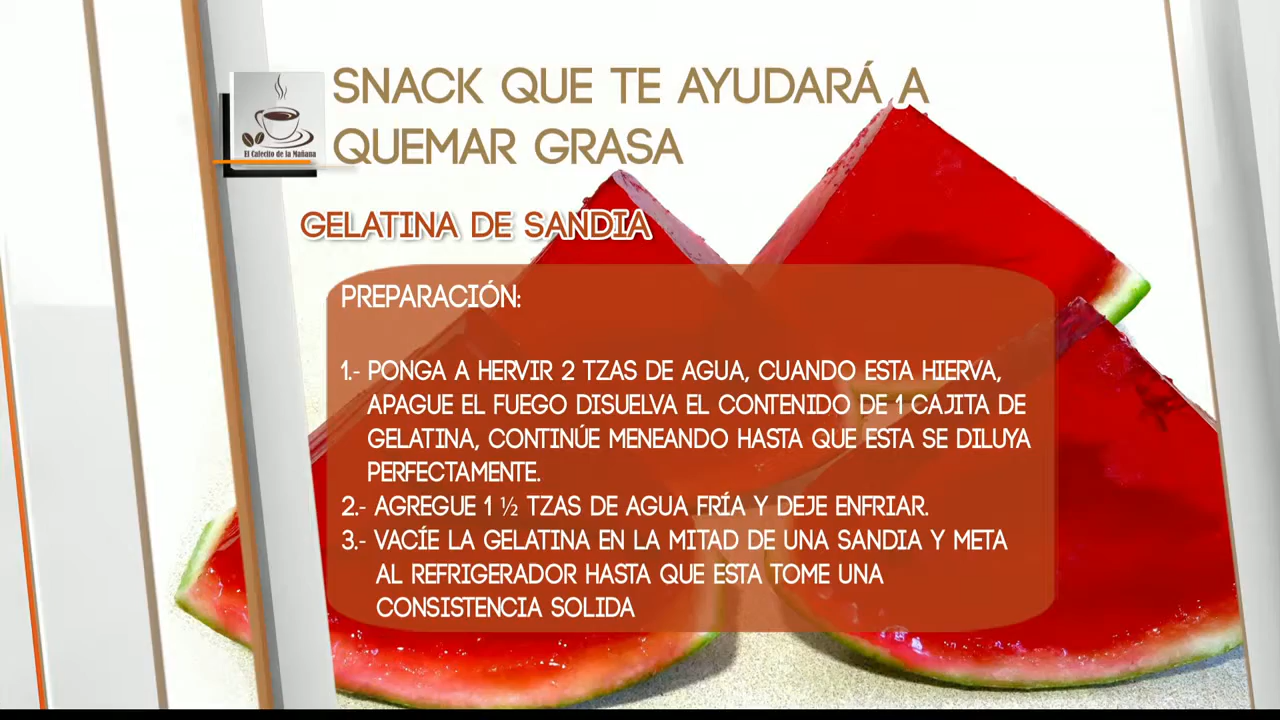 SNACK QUE TE AYUDARÁ A
QUEMAR GRASA
El Cafecito de la Mañana
GELATINA DE SANDIA
PREPARACIÓN:
1.- PONGA A HERVIR 2 TZAS DE AGUA, CUANDO ESTA HIERVA,
APAGUE EL FUEGO DISUELVA EL CONTENIDO DE 1 CAJITA DE
GELATINA, CONTINÚE MENEANDO HASTA QUE ESTA SE DILUYA
PERFECTAMENTE.
2.- AGREGUE 1 ½ TZAS DE AGUA FRÍA Y DEJE ENFRIAR.
3.- VACÍE LA GELATINA EN LA MITAD DE UNA SANDIA Y META
AL REFRIGERADOR HASTA QUE ESTA TOME UNA
CONSISTENCIA SOLIDA